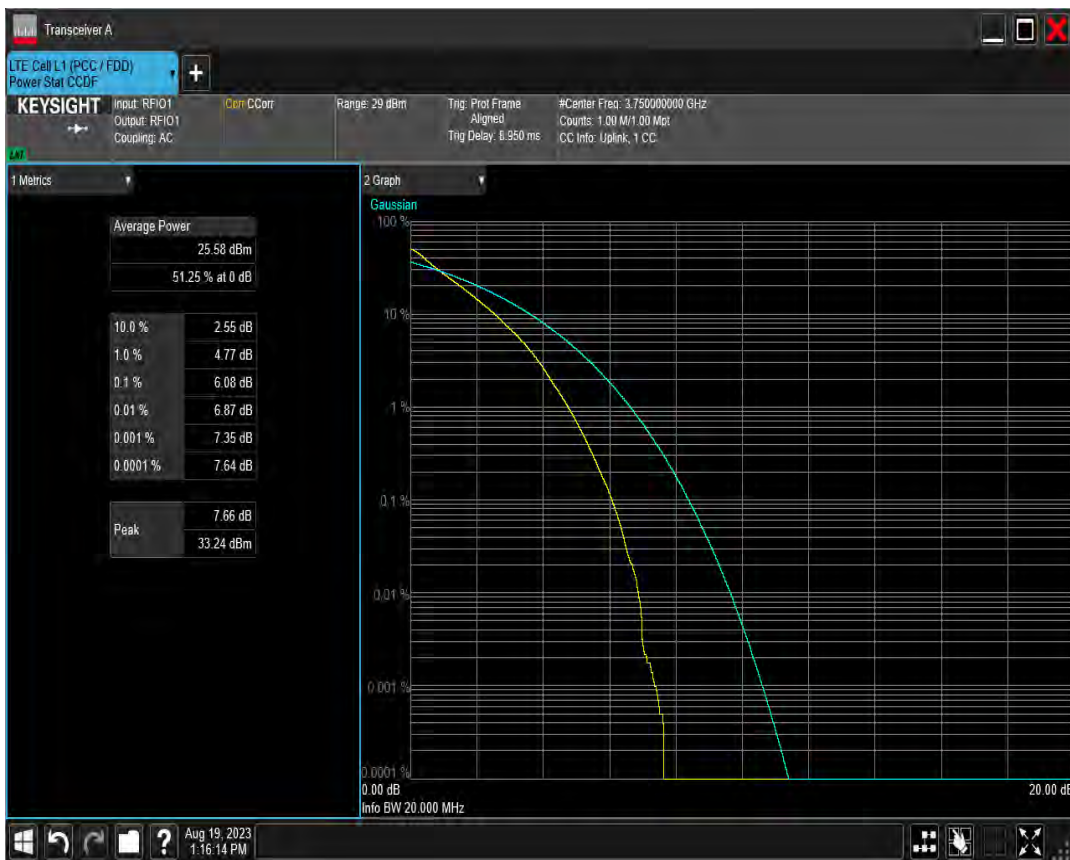 Transceiver A
LTE Cell L1 (PCC / FDD)
Power Stat CCDF
+
KEYSIGHT
Input: RFIO1
Output: RFIO1
Coupling: AC
Corr CCorr
Range: 29 dBm
Trig: Prot Frame
Aligned
Trig Delay: 8.950 ms
#Center Freq: 3.750000000 GHz
Counts: 1.00 M/1.00 Mpt
CC Info: Uplink, 1 CC
1 Metrics
Average Power
25.58 dBm
51.25 % at 0 dB
10.0 % 2.55 dB
1.0 % 4.77 dB
0.1 % 6.08 dB
0.01 % 6.87 dB
0.001 % 7.35 dB
0.0001 % 7.64 dB
Peak
7.66 dB
33.24 dBm
2 Graph
Gaussian
100 %
10 %
1 %
0.1 %
0.01 %
0.001 %
0.0001 %
0.00 dB
20.00 dB
Info BW 20.000 MHz
?
Aug 19, 2023
1:16:14 PM